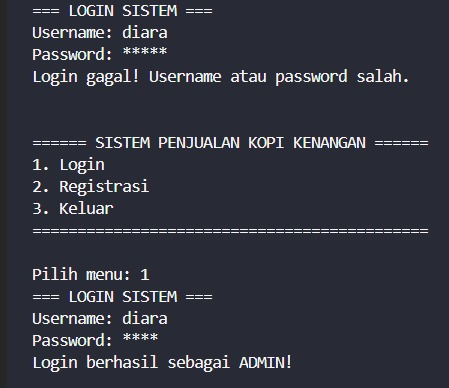 === LOGIN SISTEM ===
Username: diara
Password: *****
Login gagal! Username atau password salah.
====== SISTEM PENJUALAN KOPI KENANGAN ======
1. Login
2. Registrasi
3. Keluar
============================================
Pilih menu: 1
=== LOGIN SISTEM ===
Username: diara
Password: ****
Login berhasil sebagai ADMIN!